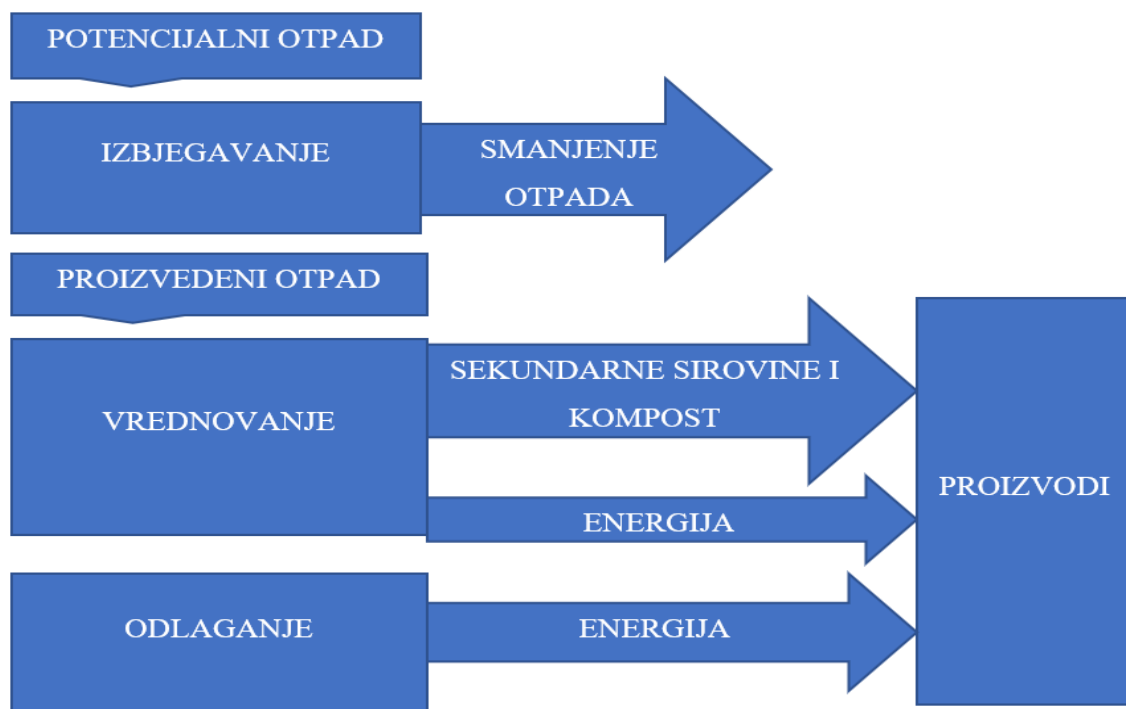 POTENCIJALNI OTPAD
IZBJEGAVANJE
SMANJENJE
OTPADA
PROIZVEDENI OTPAD
VREDNOVANJE
SEKUNDARNE SIROVINE I
KOMPOST
ENERGIJA
PROIZVODI
ODLAGANJE
ENERGIJA